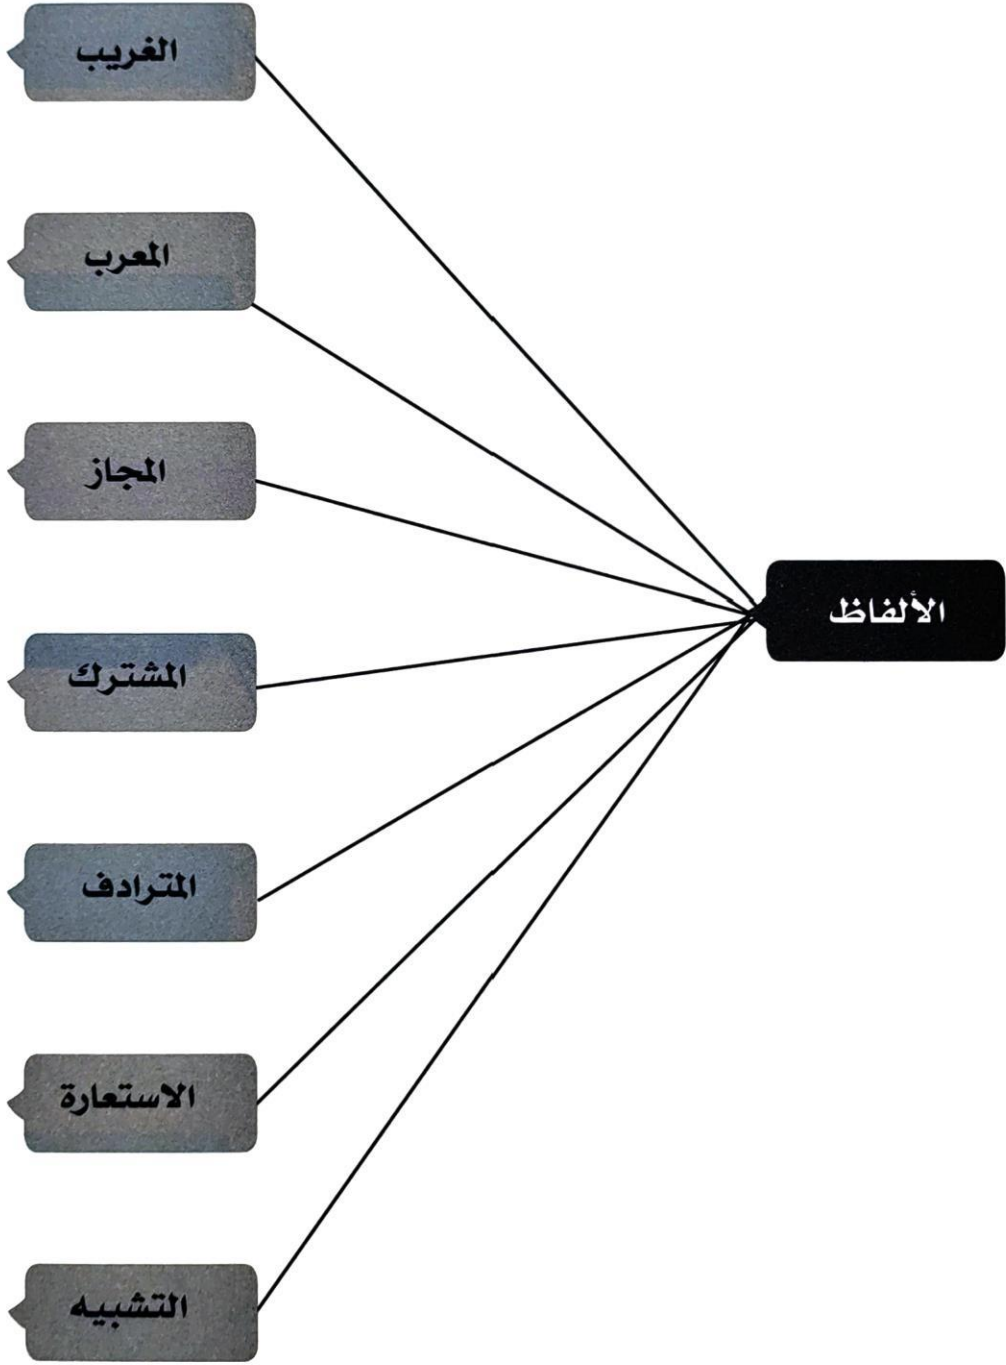 الألفاظ
الغريب
المعرب
المجاز
المشترك
المترادف
الاستعارة
التشبيه